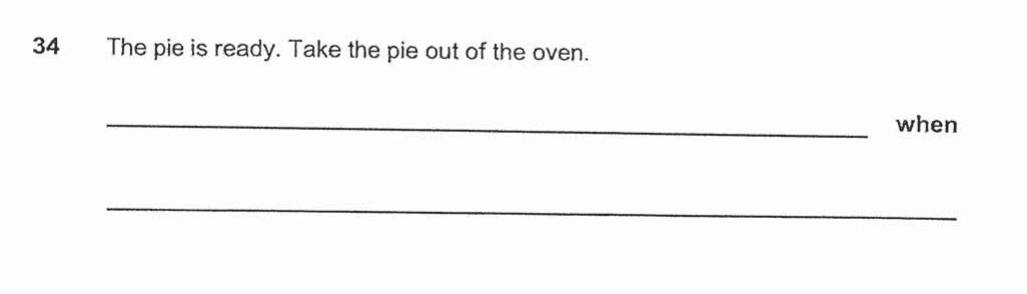 34 The pie is ready. Take the pie out of the oven.
when